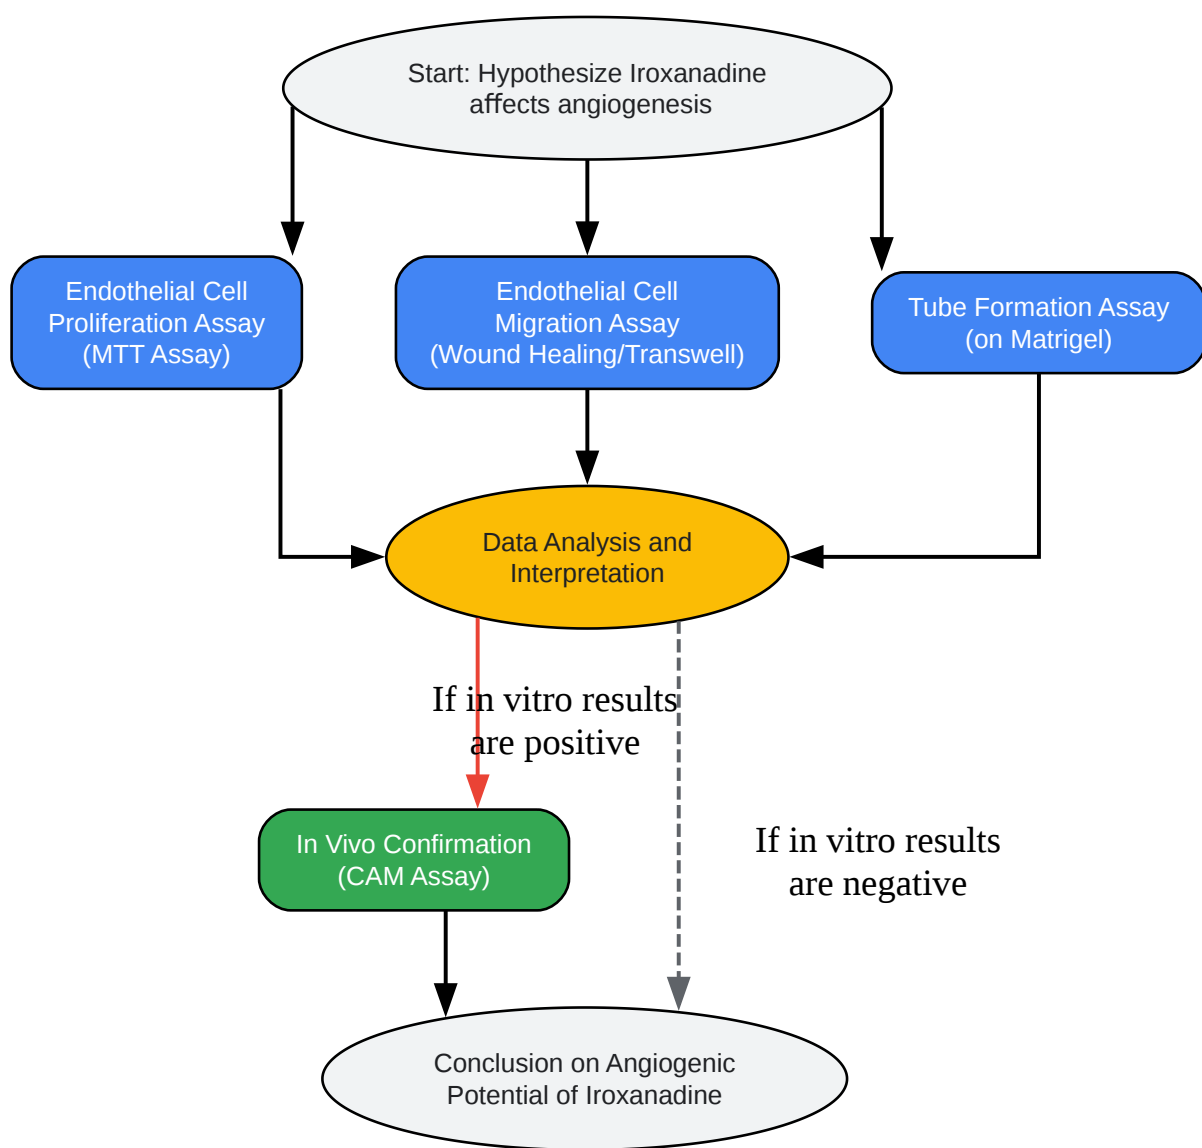 Start: Hypothesize Iroxanadine
affects angiogenesis
Endothelial Cell
Proliferation Assay
(MTT Assay)
Endothelial Cell
Migration Assay
(Wound Healing/Transwell)
Tube Formation Assay
(on Matrigel)
Data Analysis and
Interpretation
If in vitro results
are positive
In Vivo Confirmation
(CAM Assay)
If in vitro results
are negative
Conclusion on Angiogenic
Potential of Iroxanadine